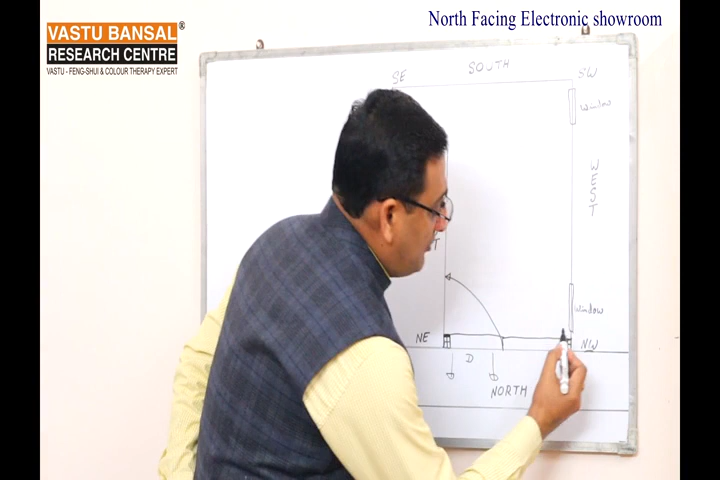 North Facing Electronic showroom
VASTU BANSAL®
RESEARCH CENTRE
VASTU - FENG-SHUI & COLOUR THERAPY EXPERT
SE
SOUTH
SW
Window
WEST
T
Window
NE
NW
D
NORTH